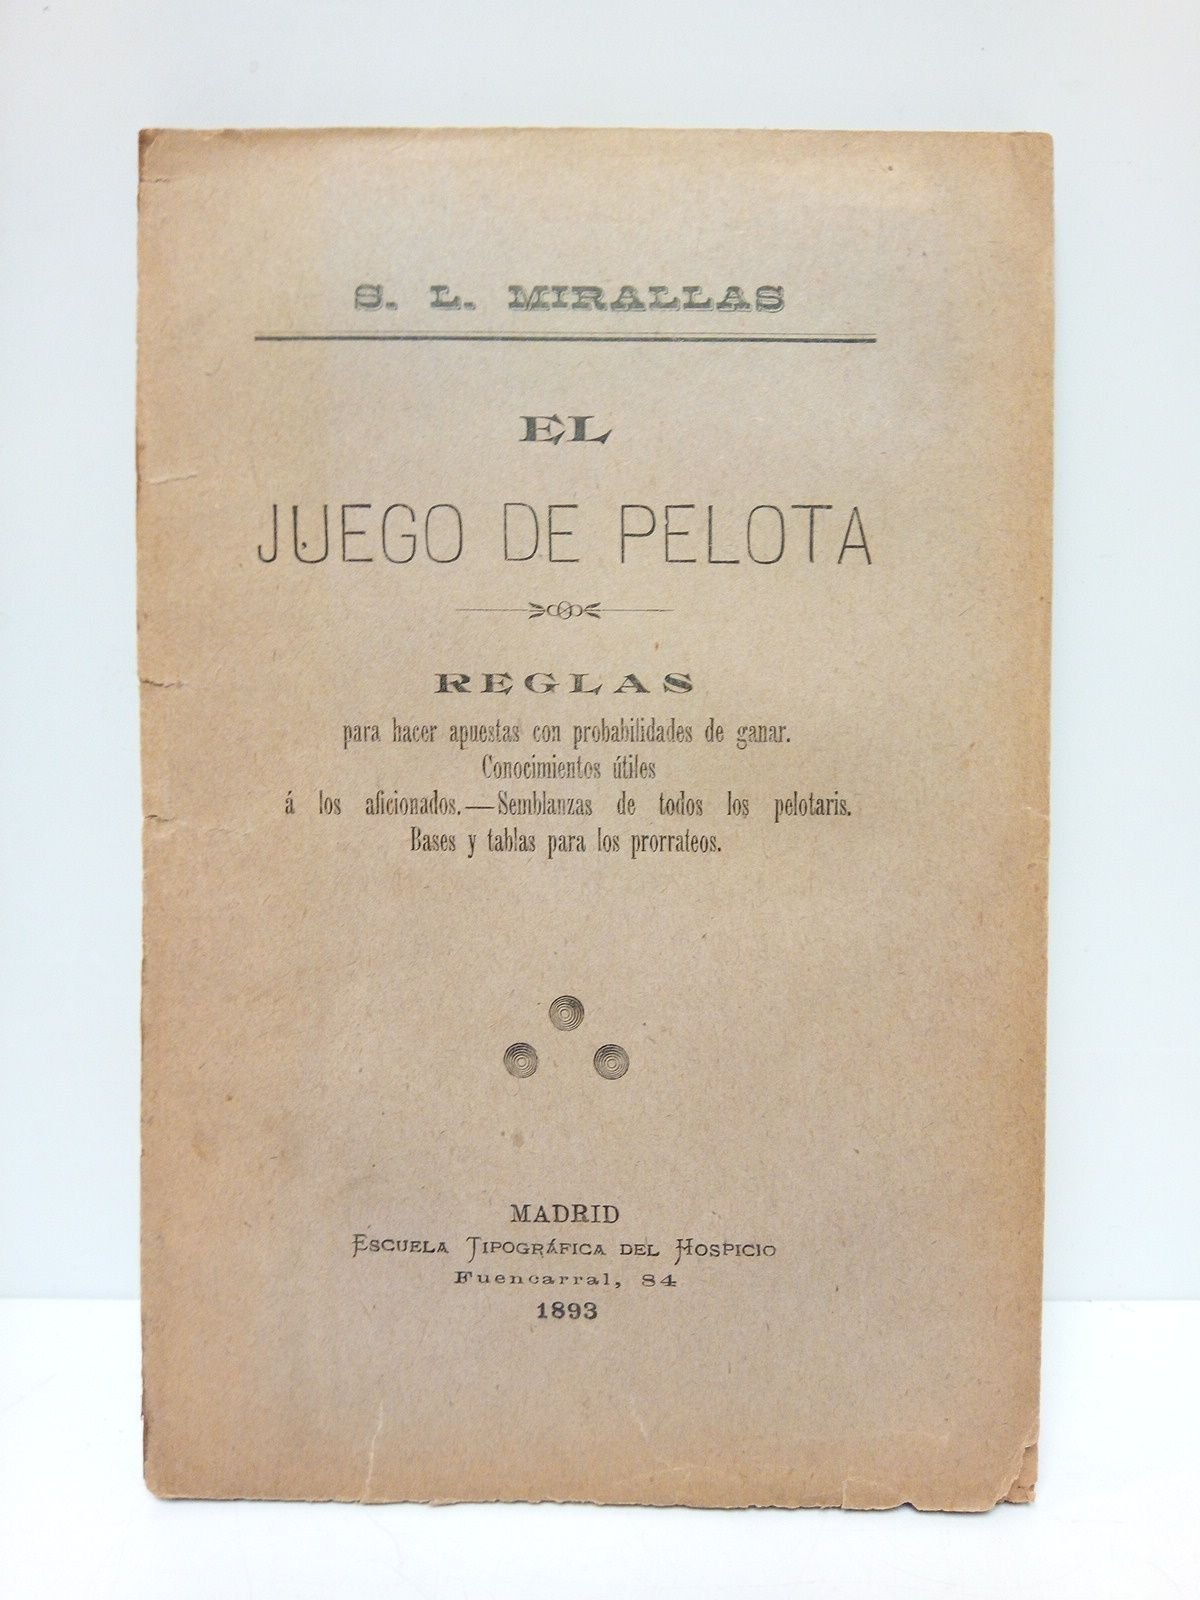 S. L. MIRALLAS
EL
JUEGO DE PELOTA
REGLAS
para hacer apuestas con probabilidades de ganar.
Conocimientos útiles
á los aficionados.—Semblanzas de todos los pelotaris.
Bases y tablas para los prorrateos.
MADRID
ESCUELA TIPOGRÁFICA DEL HOSPICIO
Fuencarral, 84
1893